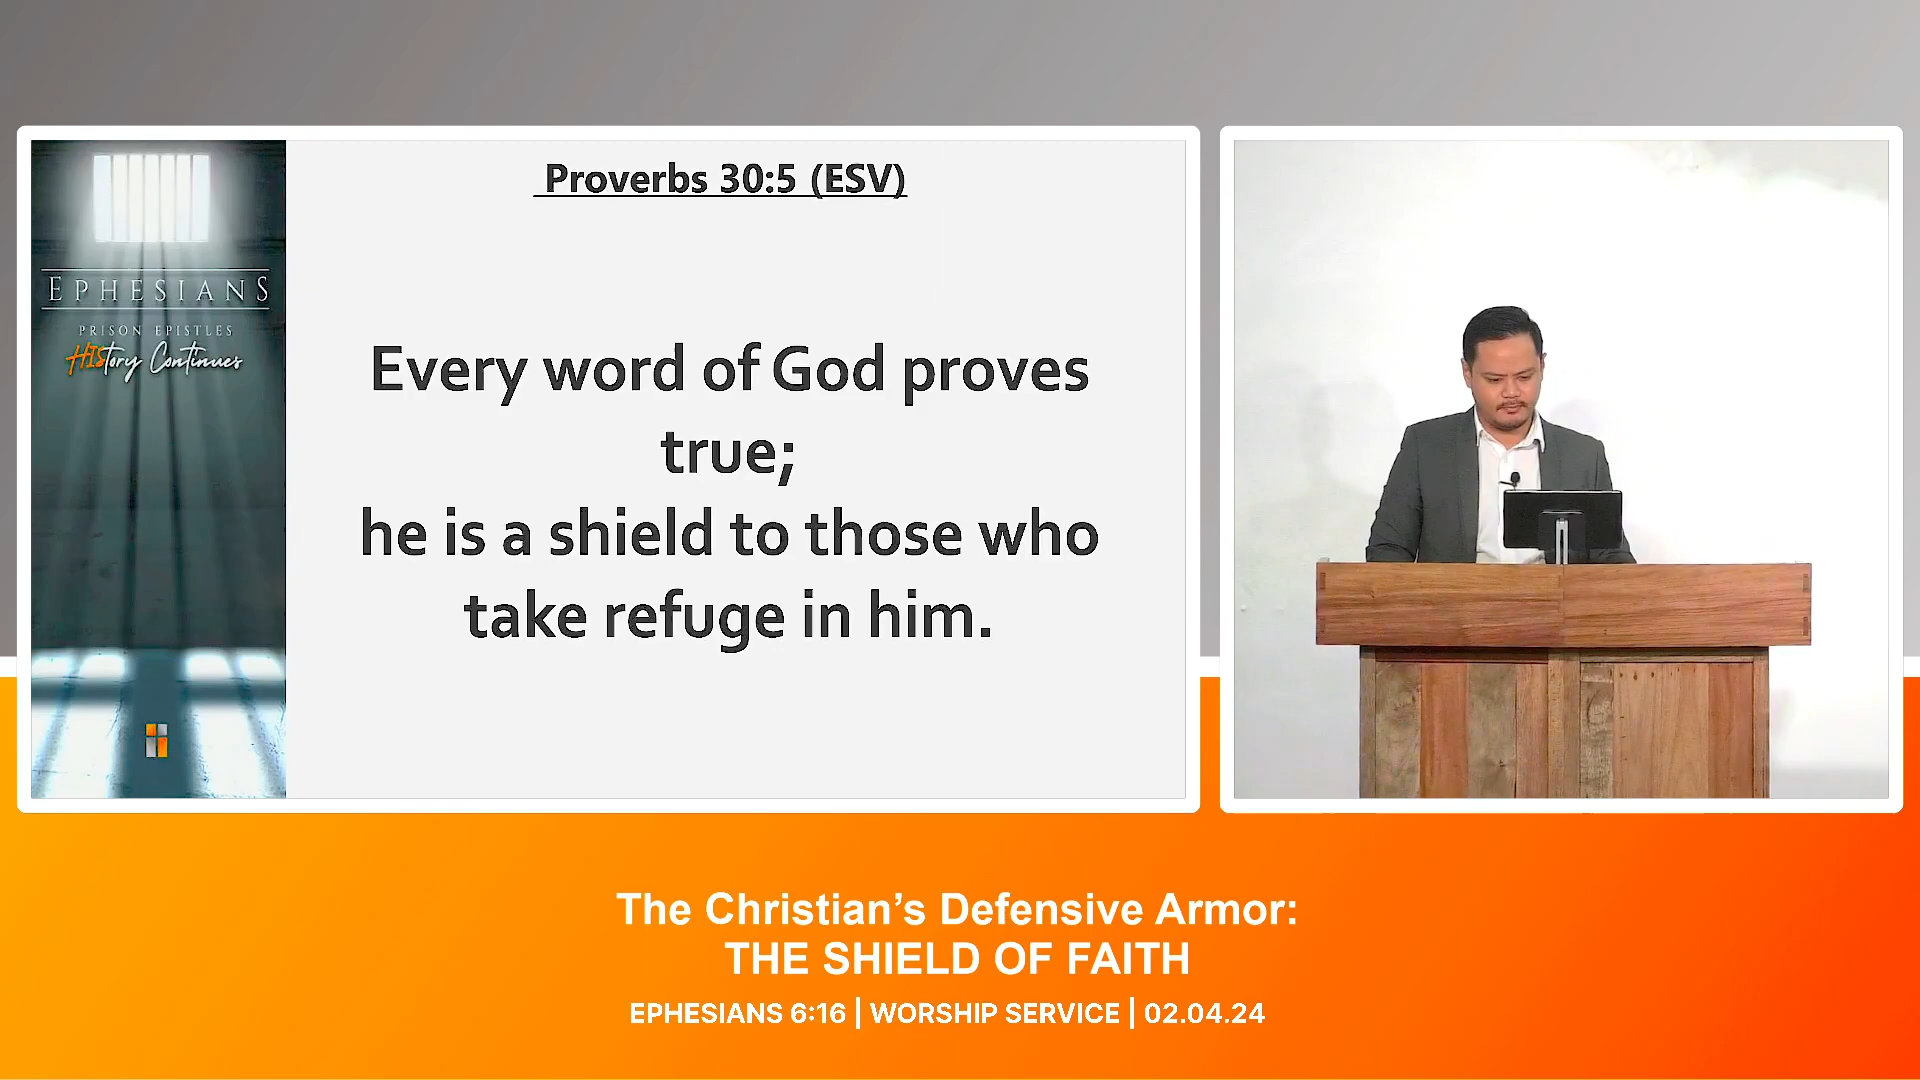 Proverbs 30:5 (ESV)
EPHESIANS
PRISON EPISTLES
HIStory Continues
Every word of God proves
true;
he is a shield to those who
take refuge in him.
The Christian’s Defensive Armor:
THE SHIELD OF FAITH
EPHESIANS 6:16 | WORSHIP SERVICE | 02.04.24